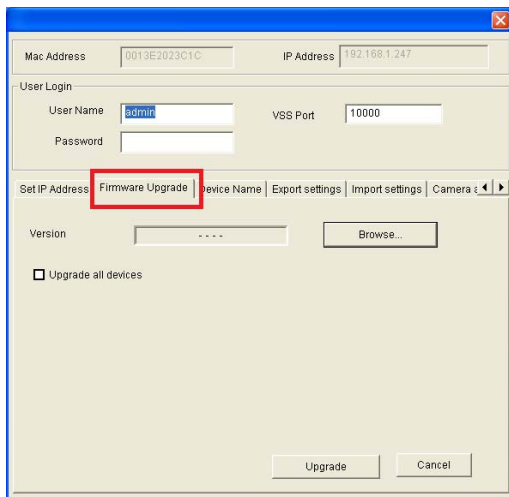 Mac Address 0013E2023C1C IP Address 192.168.1.247
User Login
User Name admin VSS Port 10000
Password
Set IP Address Firmware Upgrade Device Name Export settings Import settings Camera
Version ---- Browse...
Upgrade all devices
Upgrade Cancel